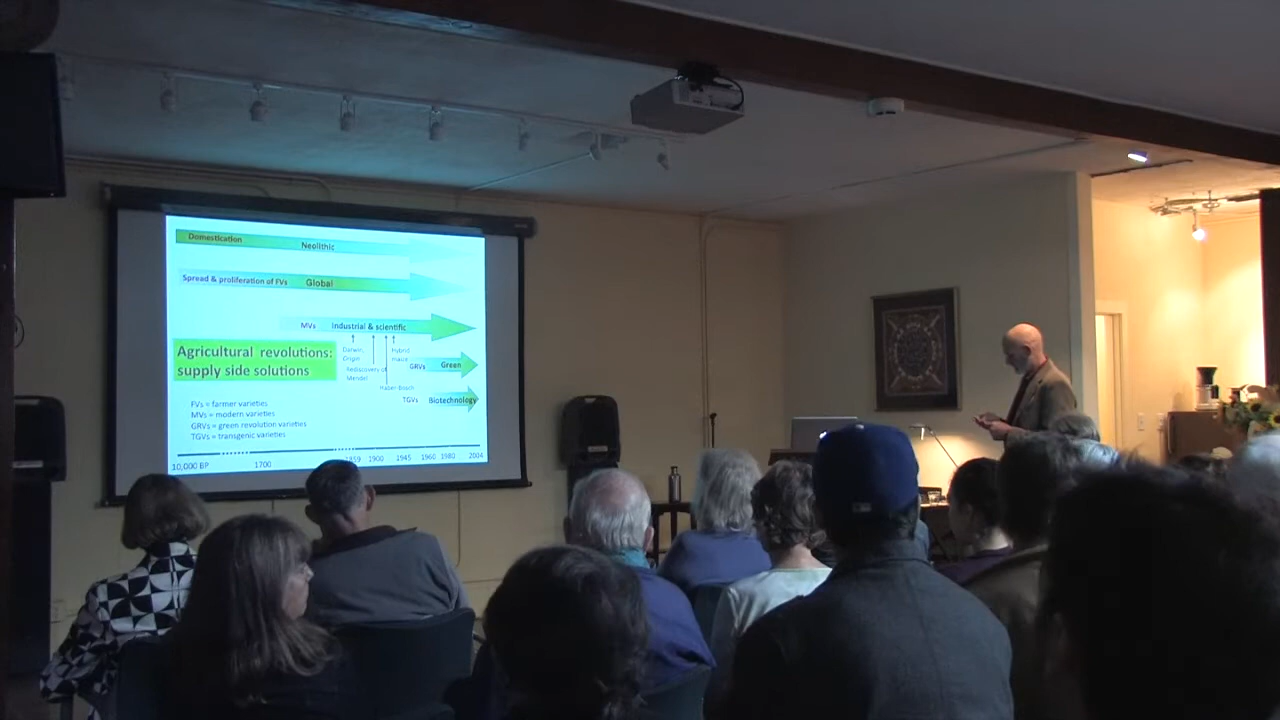 Domestication Neolithic
Spread & proliferation of FVs Global
MVs Industrial & scientific
Darwin, Origin
Hybrid maize
Rediscovery of Mendel
Haber Bosch
Agricultural revolutions:
supply side solutions
GRVs Green
TGVs Biotechnology
FVs = farmer varieties
MVs = modern varieties
GRVs = green revolution varieties
TGVs = transgenic varieties
10,000 BP 1700 1859 1900 1945 1960 1980 2004